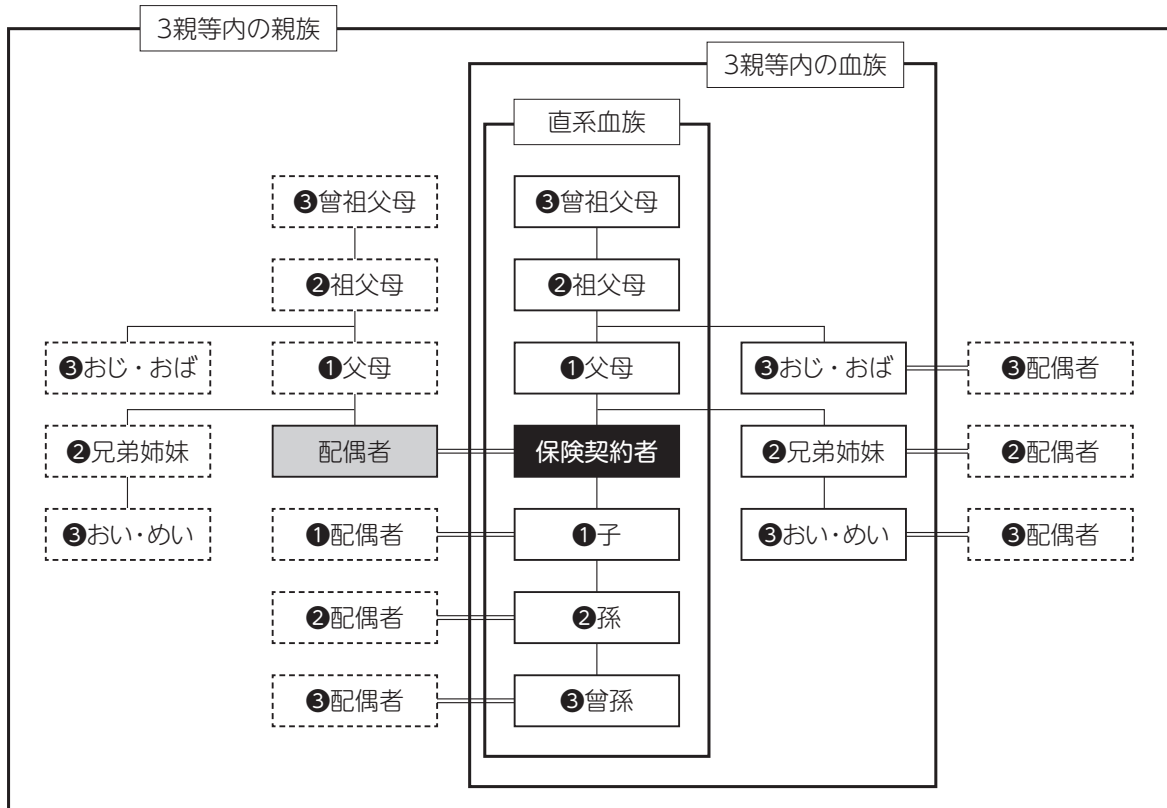 3親等内の親族
3親等内の血族
直系血族
❸曾祖父母
❸曾祖父母
❷祖父母
❷祖父母
❸おじ・おば
❶父母
❶父母
❸おじ・おば
❸配偶者
❷兄弟姉妹
配偶者
保険契約者
❷兄弟姉妹
❷配偶者
❸おい・めい
❶配偶者
❶子
❸おい・めい
❸配偶者
❷配偶者
❷孫
❸配偶者
❸曾孫